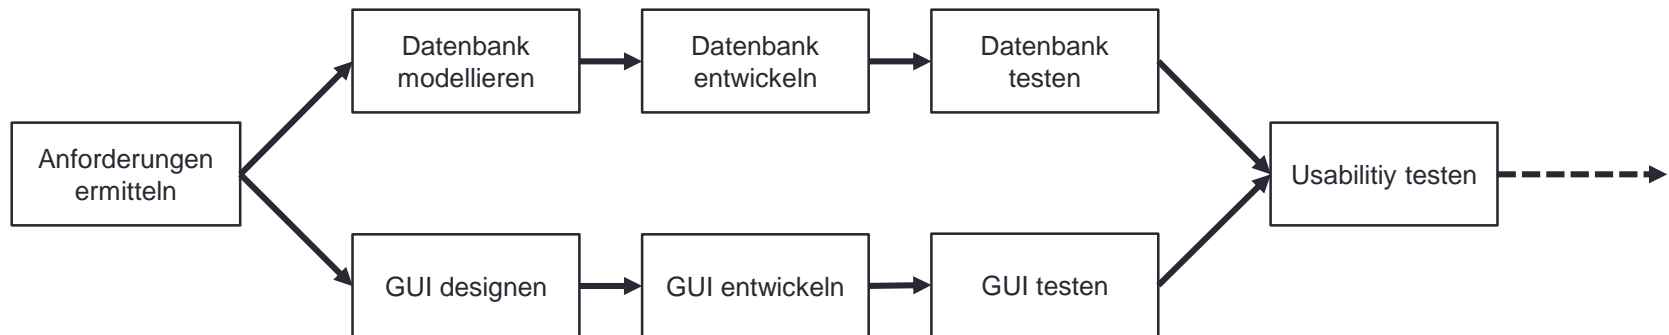 Datenbank
modellieren
Datenbank
entwickeln
Datenbank
testen
Anforderungen
ermitteln
Usabilitiy testen
GUI designen
GUI entwickeln
GUI testen